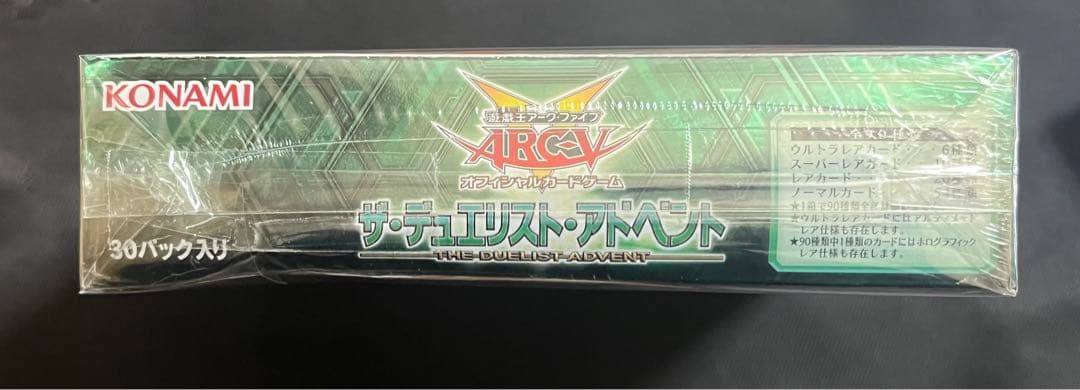 KONAMI
30パック入り
遊戯王アーク・ファイブ
ARC-V
オフィシャルカードゲーム
ザ・デュエリスト・アドベント
THE DUELIST ADVENT
ウルトラレアカード ・6種
スーパーレアカード
レアカード
ノーマルカード
★1箱で90種類全
★ウルトラレアカードにはアルティメット
レア仕様も存在します。
★90種類中1種類のカードにはホログラフィック
レア仕様も存在します。